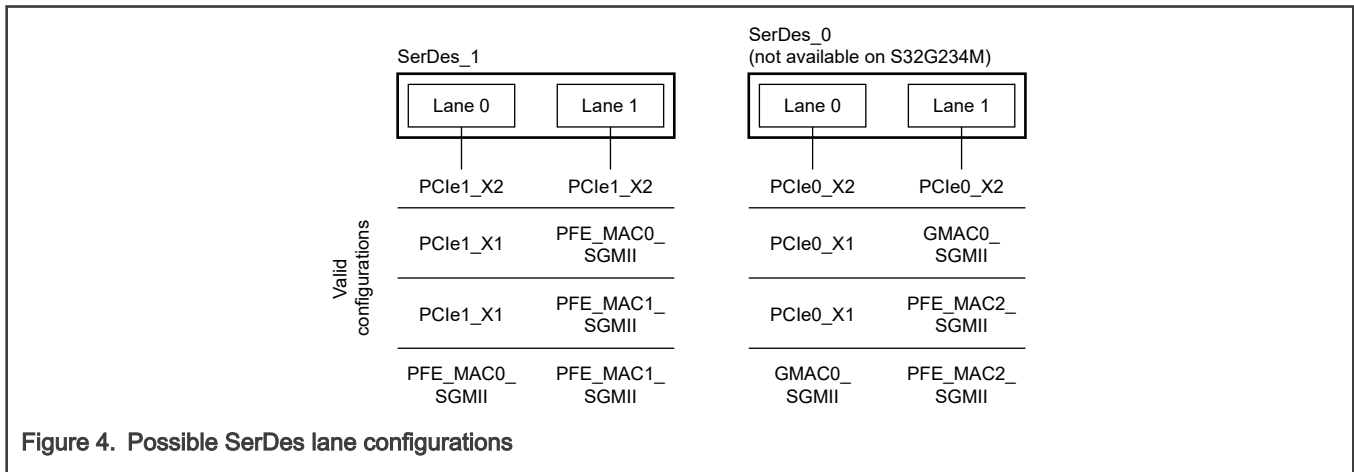 SerDes_1
SerDes_0
(not available on S32G234M)
Lane 0
Lane 1
Lane 0
Lane 1
PCIe1_X2
PCIe1_X2
PCIe0_X2
PCIe0_X2
Valid
configurations
PCIe1_X1
PFE_MAC0_
SGMII
PCIe0_X1
GMAC0_
SGMII
PCIe1_X1
PFE_MAC1_
SGMII
PCIe0_X1
PFE_MAC2_
SGMII
PFE_MAC0_
SGMII
PFE_MAC1_
SGMII
GMAC0_
SGMII
PFE_MAC2_
SGMII
Figure 4. Possible SerDes lane configurations